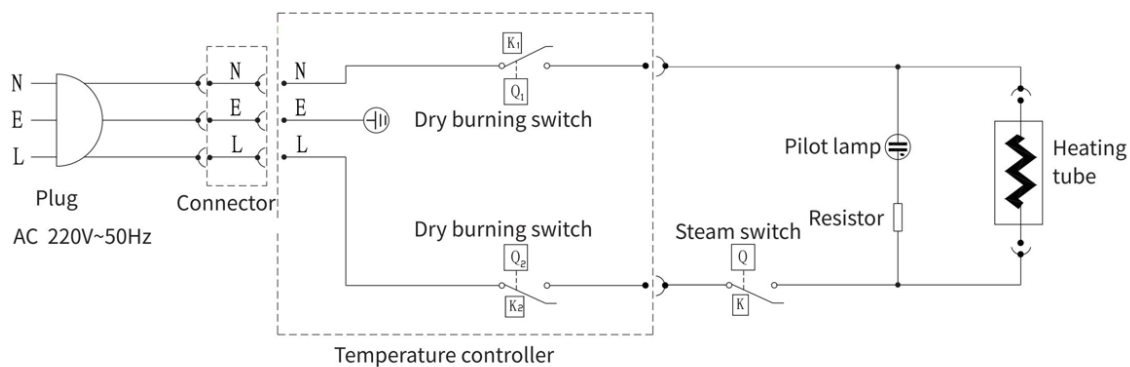 N
E
L
Plug
AC 220V~50Hz
N
E
L
Connector
N
E
L
K₁
Q₁
Dry burning switch
Dry burning switch
Q₂
K₂
Temperature controller
Steam switch
Q
K
Pilot lamp
Resistor
Heating
tube